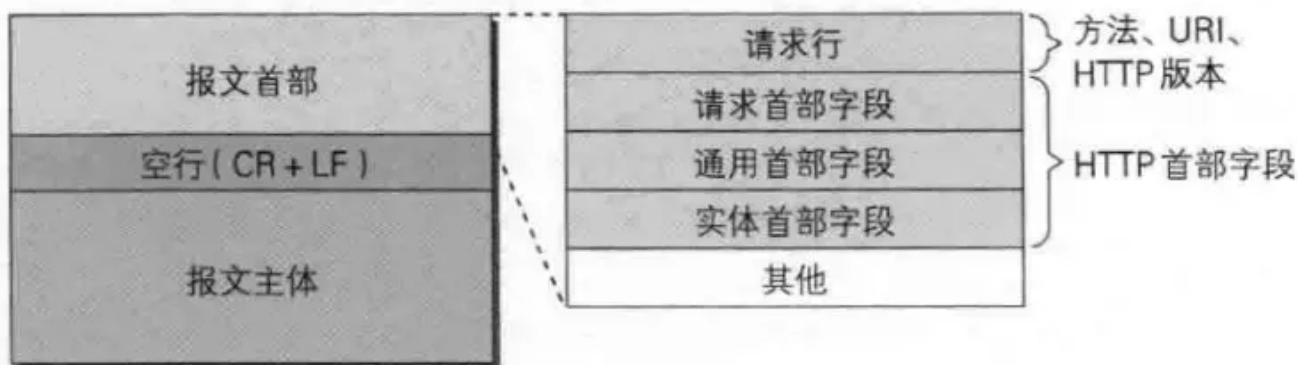 报文首部
空行(CR+LF)
报文主体
请求行
请求首部字段
通用首部字段
实体首部字段
其他
方法、URI、
HTTP版本
HTTP首部字段